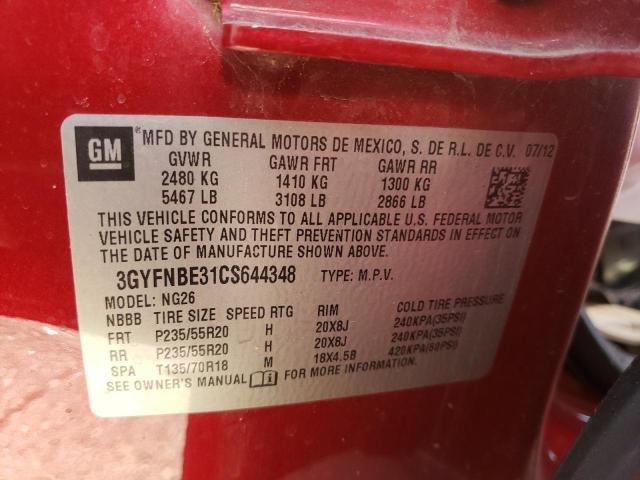 GM ® MFD BY GENERAL MOTORS DE MEXICO, S. DE R.L. DE C.V. 07/12
GVWR GAWR FRT GAWR RR
2480 KG 1410 KG 1300 KG
5467 LB 3108 LB 2866 LB
THIS VEHICLE CONFORMS TO ALL APPLICABLE U.S. FEDERAL MOTOR
VEHICLE SAFETY AND THEFT PREVENTION STANDARDS IN EFFECT ON
THE DATE OF MANUFACTURE SHOWN ABOVE.
3GYFNBE31CS644348 TYPE: M.P.V.
MODEL: NG26
NBBB TIRE SIZE SPEED RTG RIM COLD TIRE PRESSURE
FRT P235/55R20 H 20X8J 240KPA(35PSI)
RR P235/55R20 H 20X8J 240KPA(35PSI)
SPA T135/70R18 M 18X4.5B 420KPA(60PSI)
SEE OWNER'S MANUAL i FOR MORE INFORMATION.